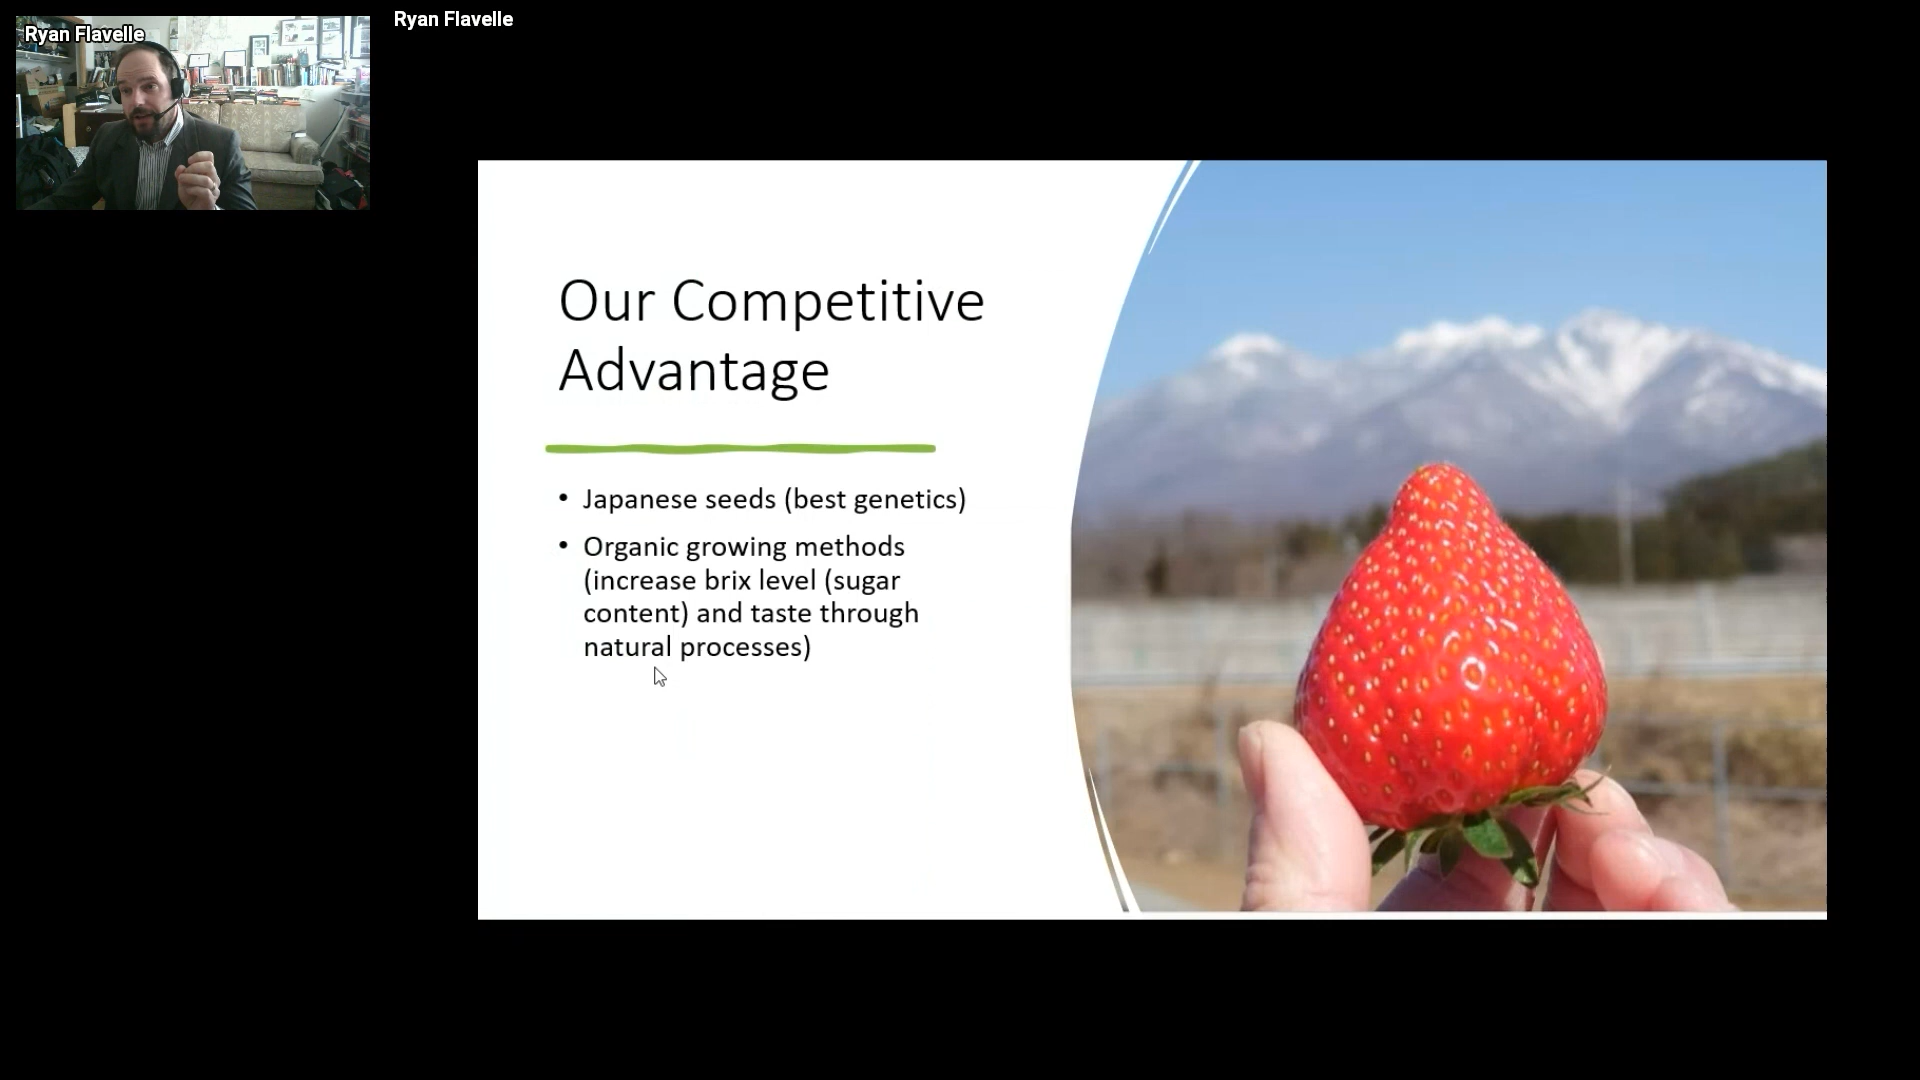 Ryan Flavelle
Ryan Flavelle
Our Competitive
Advantage
• Japanese seeds (best genetics)
• Organic growing methods
(increase brix level (sugar
content) and taste through
natural processes)